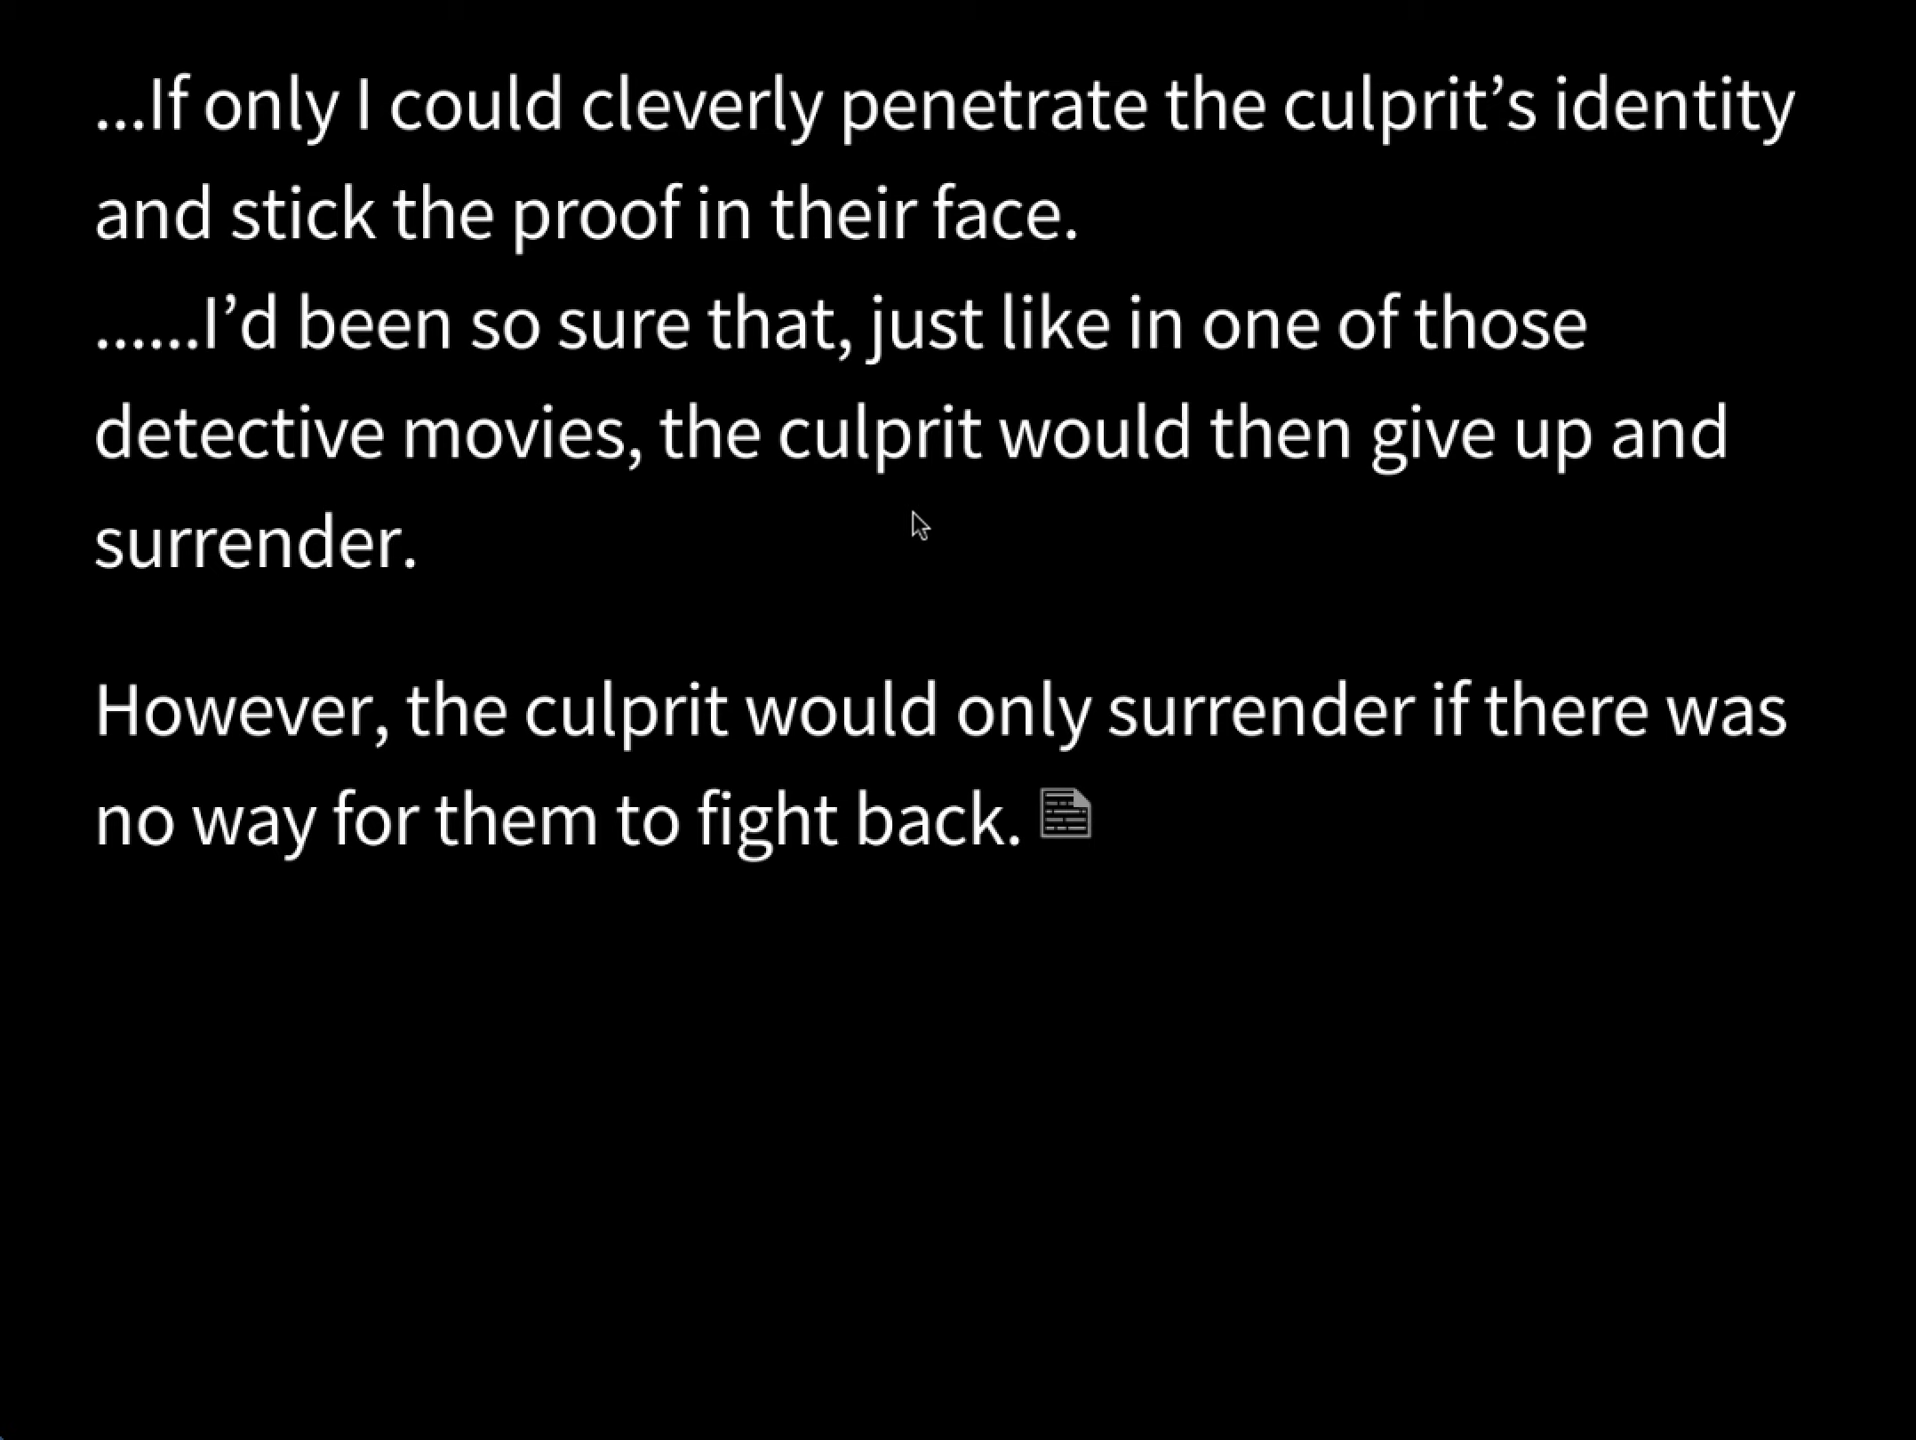 ...If only I could cleverly penetrate the culprit’s identity
and stick the proof in their face.
......I’d been so sure that, just like in one of those
detective movies, the culprit would then give up and
surrender.
However, the culprit would only surrender if there was
no way for them to fight back.